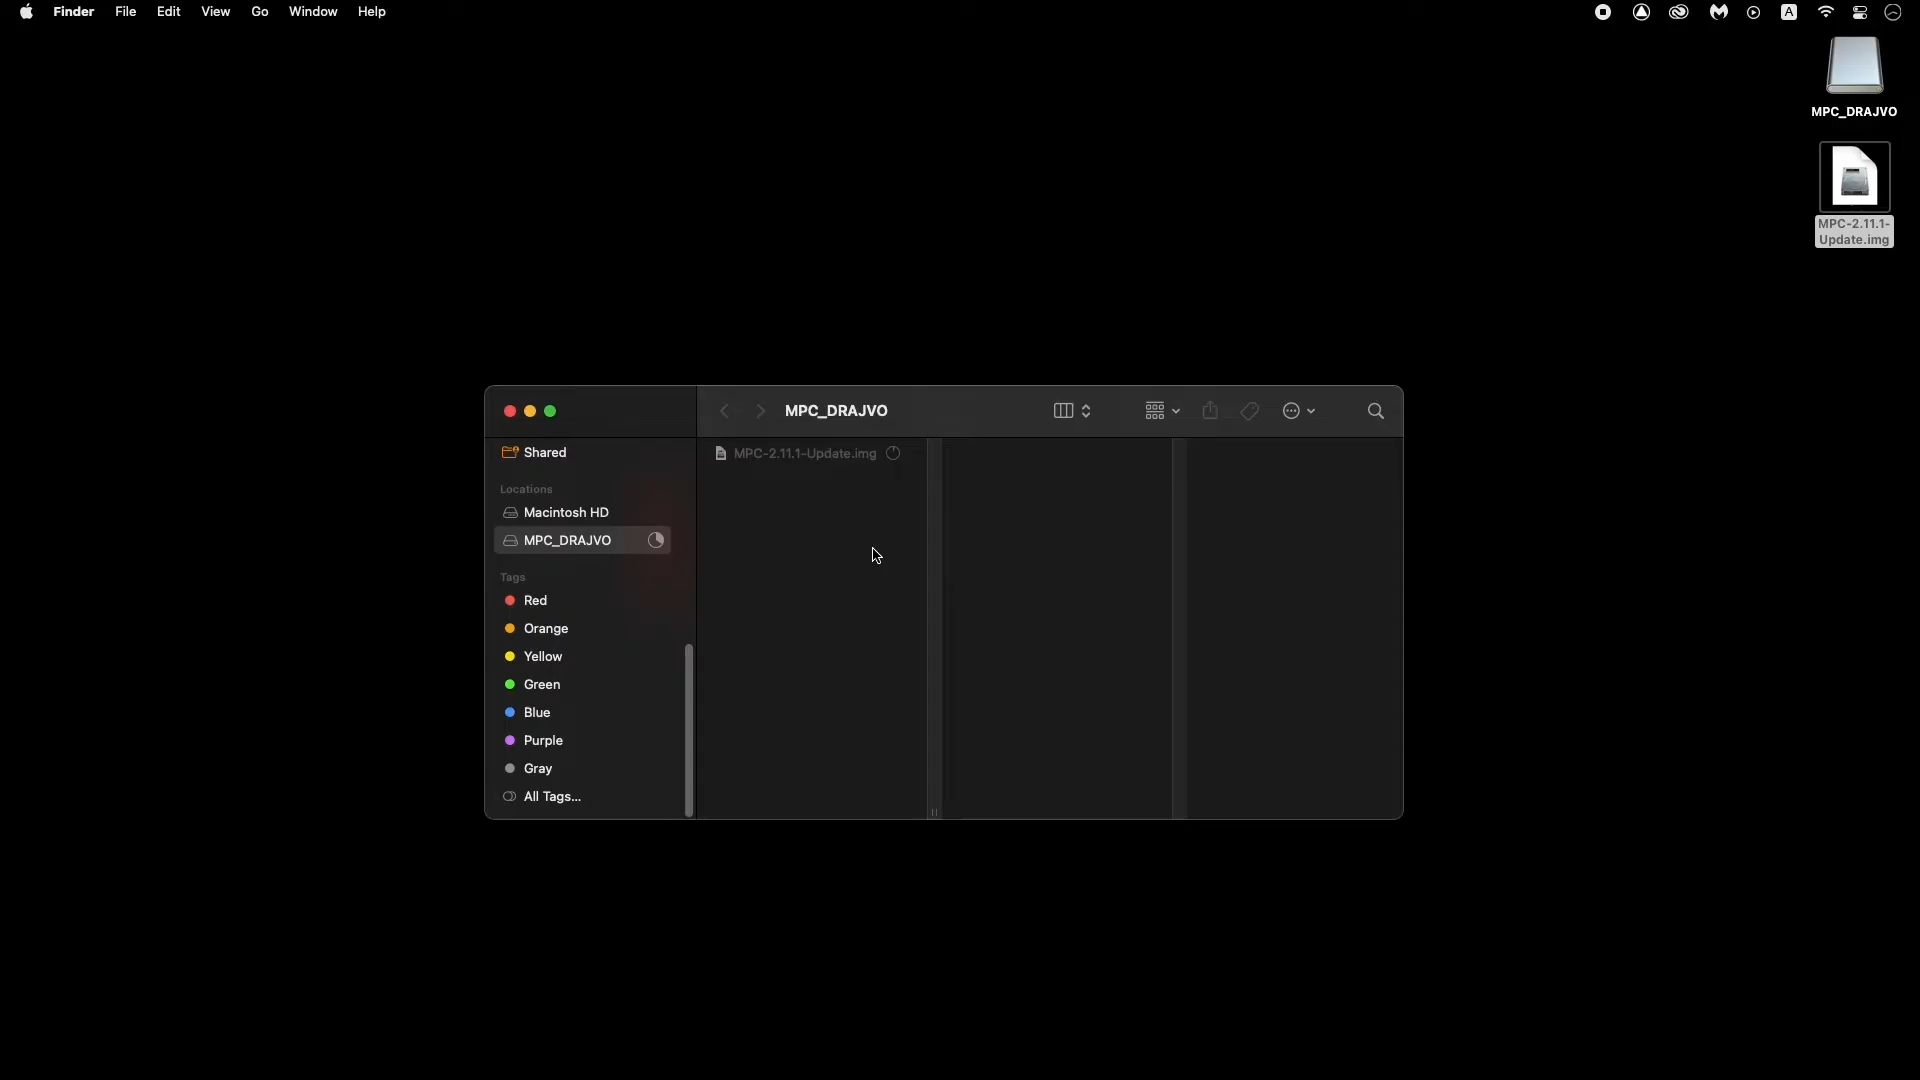 Finder File Edit View Go Window Help
A
MPC_DRAJVO
MPC-2.11.1-
Update.img
MPC_DRAJVO
Shared
MPC-2.11.1-Update.img
Locations
Macintosh HD
MPC_DRAJVO
Tags
Red
Orange
Yellow
Green
Blue
Purple
Gray
All Tags...